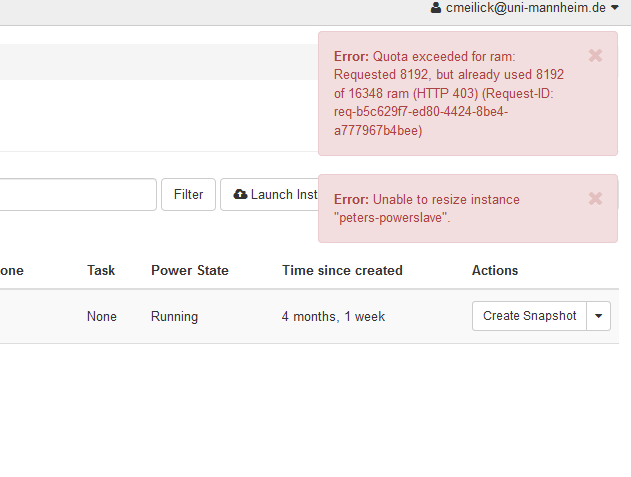 cmeilick@uni-mannheim.de
Error: Quota exceeded for ram:
Requested 8192, but already used 8192
of 16348 ram (HTTP 403) (Request-ID:
req-b5c629f7-ed80-4424-8be4-
a777967b4bee)
Filter
Launch Inst
Error: Unable to resize instance
"peters-powerslave".
one Task Power State Time since created Actions
None Running 4 months, 1 week Create Snapshot